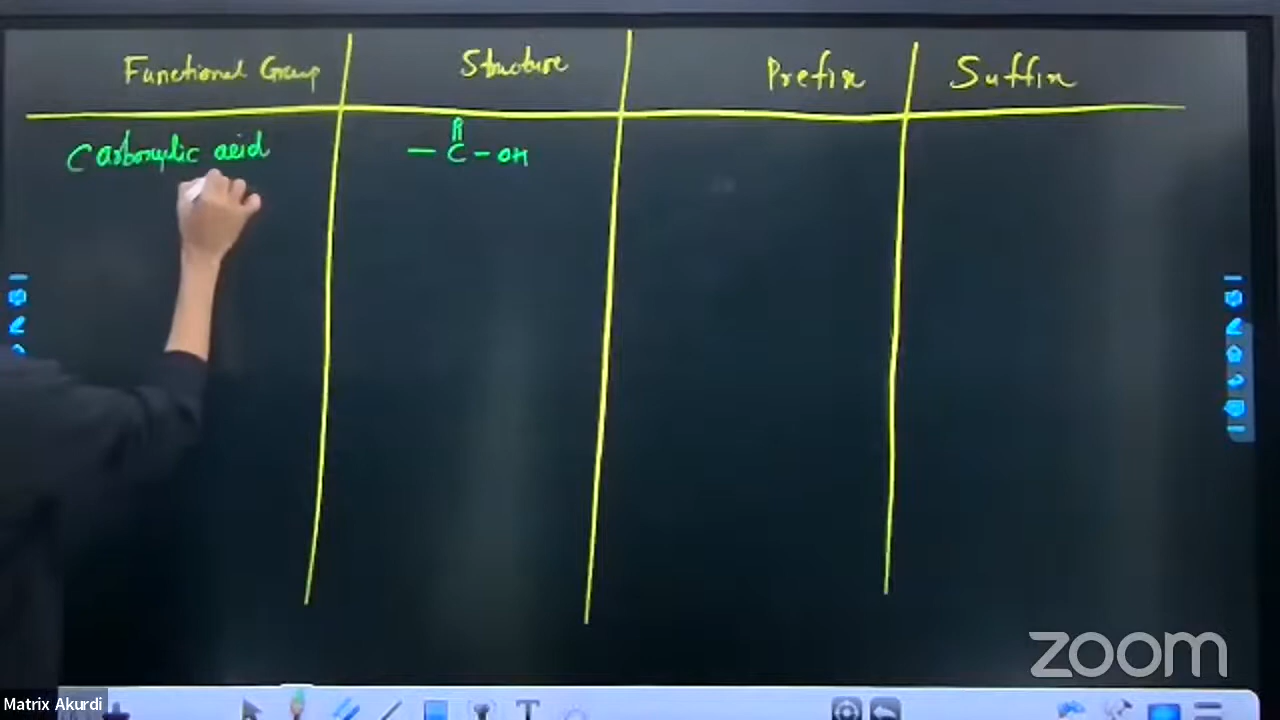 Functional Group Structure Prefix Suffix
Carboxylic acid - C - OH
O
zoom
Matrix Akurdi